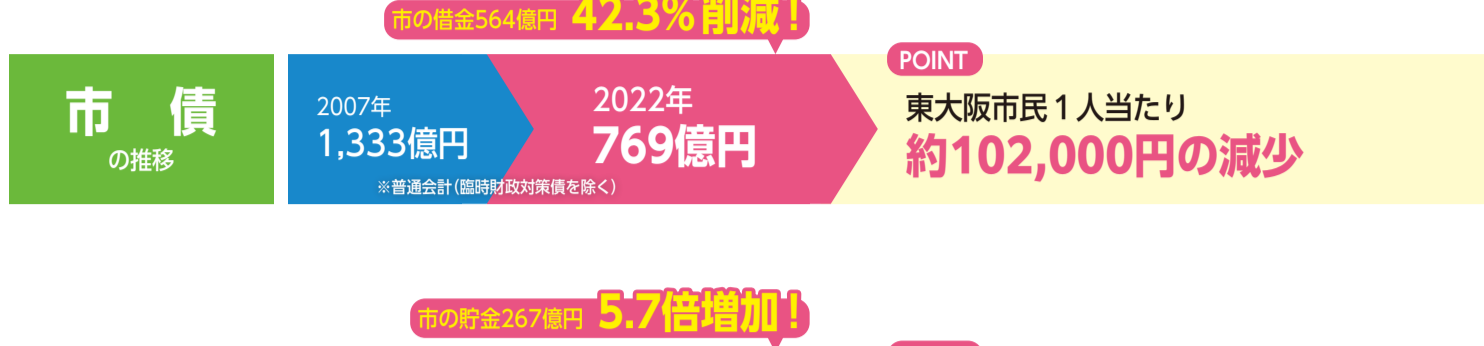 市の借金564億円 42.3%削減！
POINT
市　債
の推移
2007年
1,333億円
2022年
769億円
※普通会計（臨時財政対策債を除く）
東大阪市民１人当たり
約102,000円の減少
市の貯金267億円 5.7倍増加！